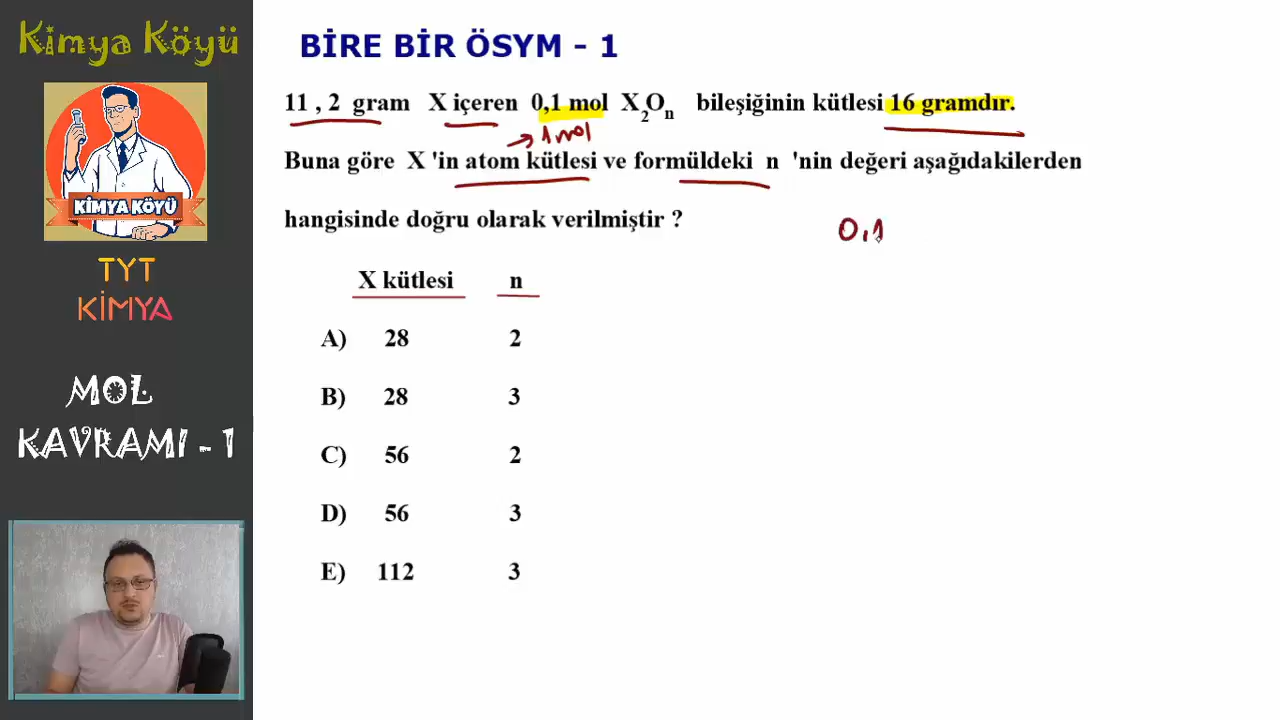 Kimya Köyü
KİMYA KÖYÜ
TYT
KİMYA
MOL
KAVRAMI - 1
BİRE BİR ÖSYM - 1
11 , 2 gram X içeren 0,1 mol X2On bileşiğinin kütlesi 16 gramdır.
→ 1 mol
Buna göre X 'in atom kütlesi ve formüldeki n 'nin değeri aşağıdakilerden
hangisinde doğru olarak verilmiştir ?
0,1
X kütlesi n
A) 28 2
B) 28 3
C) 56 2
D) 56 3
E) 112 3